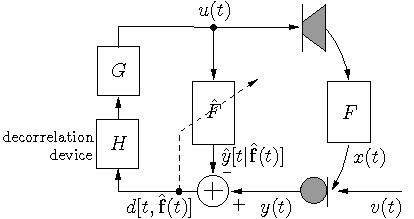 u(t)
G
F̂
F
decorrelation
device
H
ŷ[t|f̂(t)]
x(t)
−
d[t, f̂(t)]
+
+
y(t)
v(t)